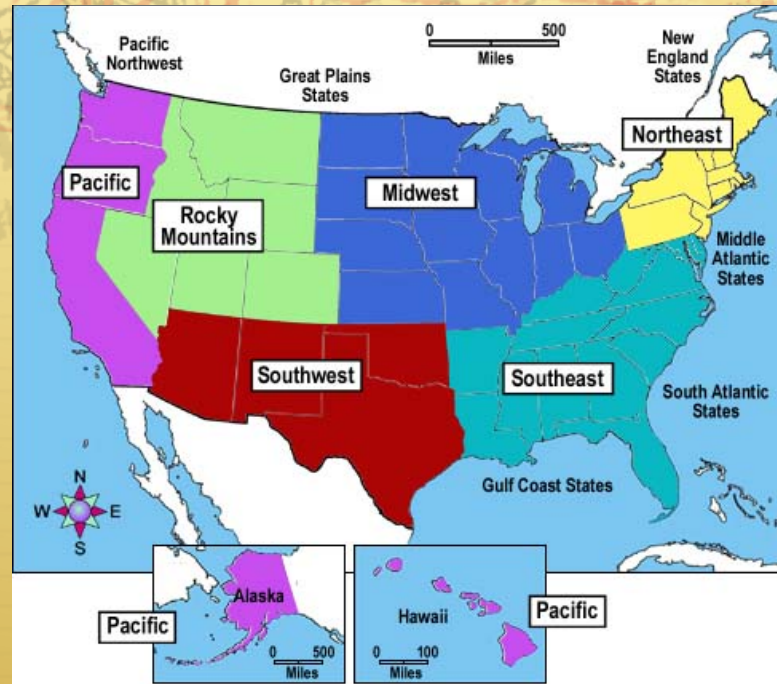 Pacific
Northwest
Great Plains
States
0 500
Miles
New
England
States
Northeast
Pacific
Midwest
Rocky
Mountains
Middle
Atlantic
States
Southwest
Southeast
South Atlantic
States
Gulf Coast States
N
W E
S
Alaska
Pacific
0 500
Miles
Hawaii
Pacific
0 100
Miles